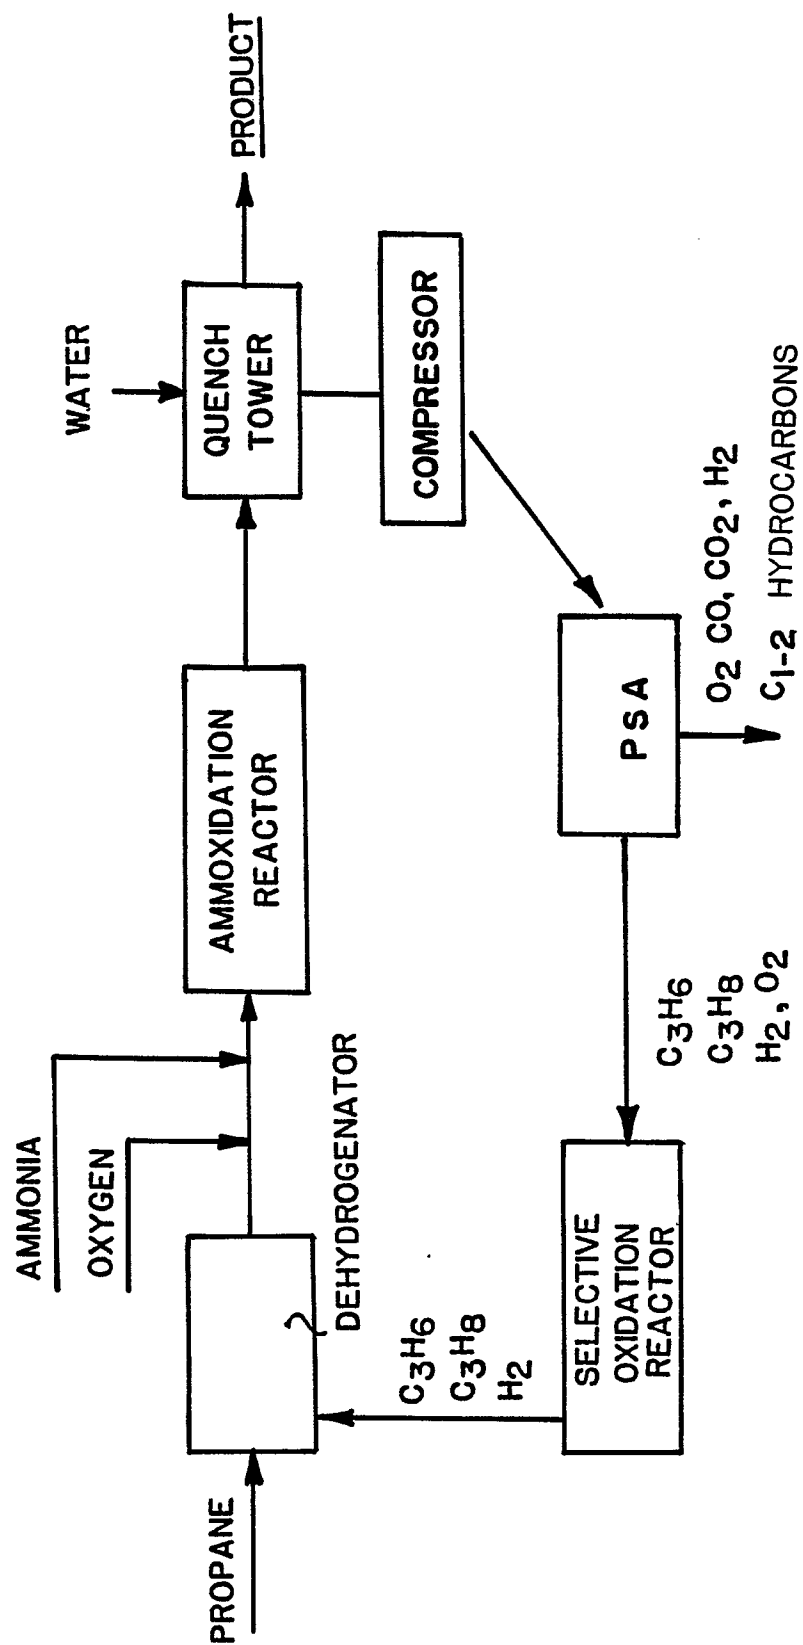 PROPANE
AMMONIA
OXYGEN
DEHYDROGENATOR
AMMOXIDATION
REACTOR
WATER
QUENCH
TOWER
PRODUCT
COMPRESSOR
PSA
O2 CO, CO2, H2
C1-2 HYDROCARBONS
C3H6
C3H8
H2, O2
SELECTIVE
OXIDATION
REACTOR
C3H6
C3H8
H2